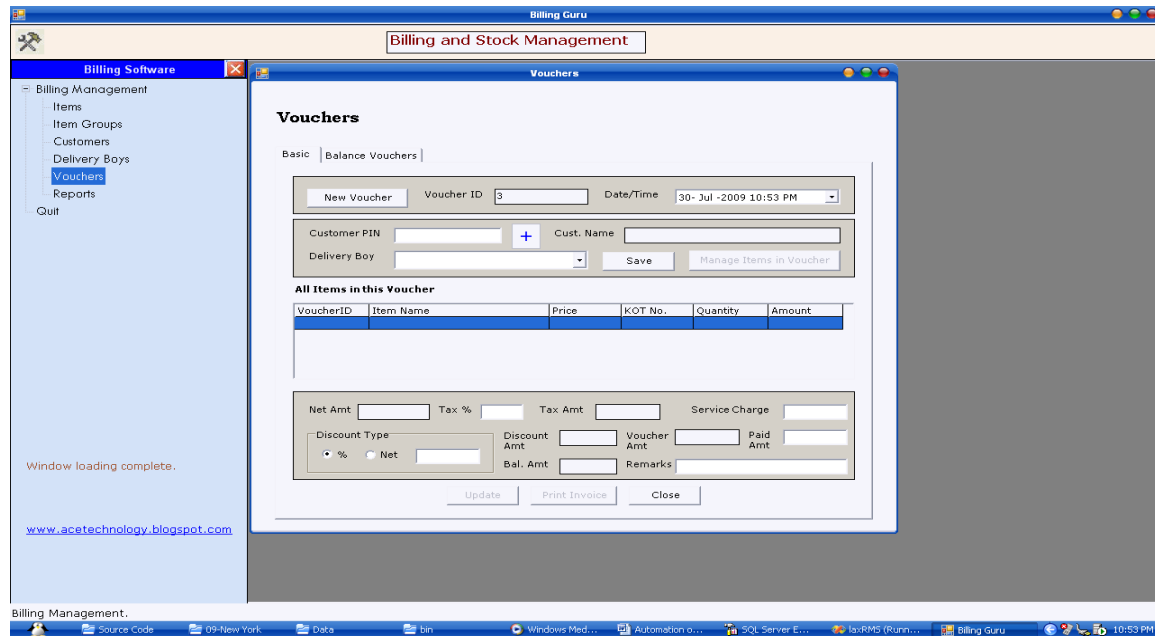 Billing Guru
Billing and Stock Management
Billing Software
Billing Management
Items
Item Groups
Customers
Delivery Boys
Vouchers
Reports
Quit
Window loading complete.
www.acetechnology.blogspot.com
Vouchers
Vouchers
Basic Balance Vouchers
New Voucher Voucher ID 3 Date/Time 30- Jul -2009 10:53 PM
Customer PIN + Cust. Name
Delivery Boy Save Manage Items in Voucher
All Items in this Voucher
VoucherID Item Name Price KOT No. Quantity Amount
Net Amt Tax % Tax Amt Service Charge
Discount Type
% Net
Discount Amt Voucher Amt Paid Amt
Bal. Amt Remarks
Update Print Invoice Close
Billing Management.
Source Code 09-New York Data bin Windows Med... Automation o... SQL Server E... laxRMS (Runn... Billing Guru 10:53 PM